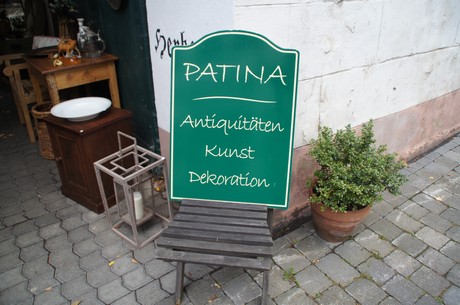 PATINA
Antiquitäten
Kunst
Dekoration